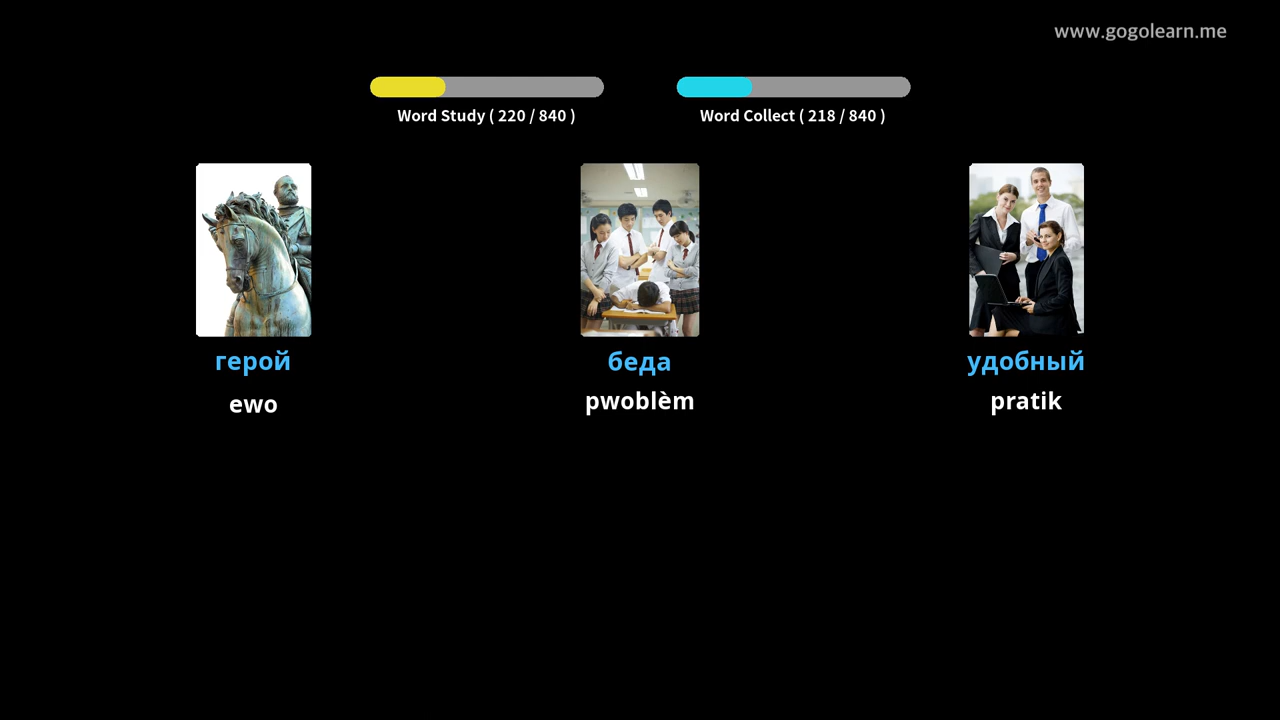 www.gogolearn.me
Word Study ( 220 / 840 )
Word Collect ( 218 / 840 )
герой
беда
удобный
ewo
pwoblèm
pratik